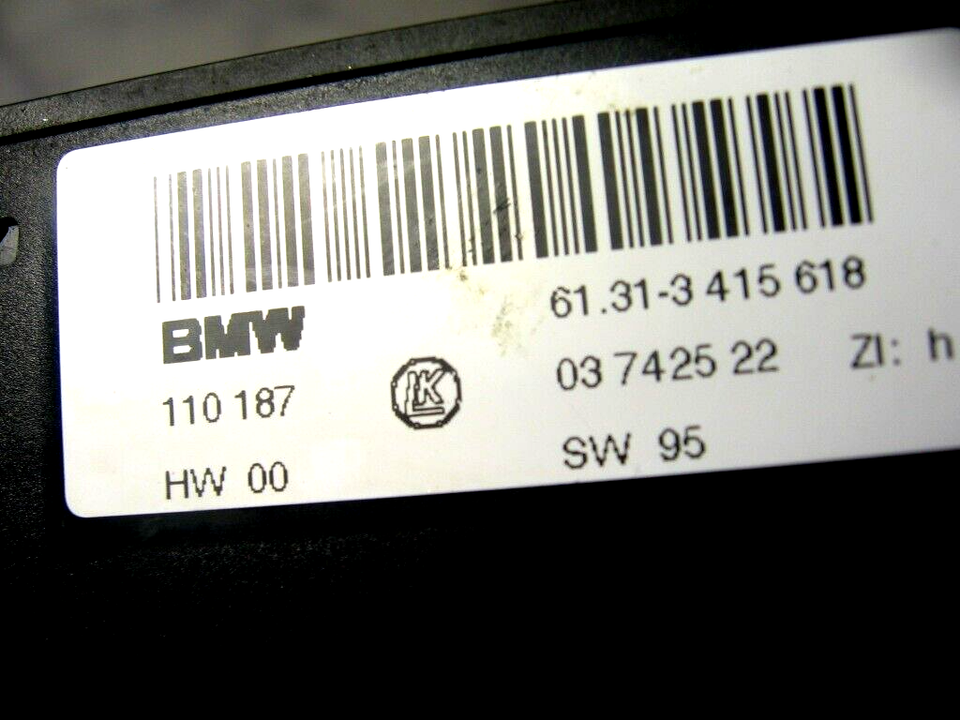 BMW
61.31-3 415 618
110 187
LK
03 7425 22
ZI: h
HW 00
SW 95